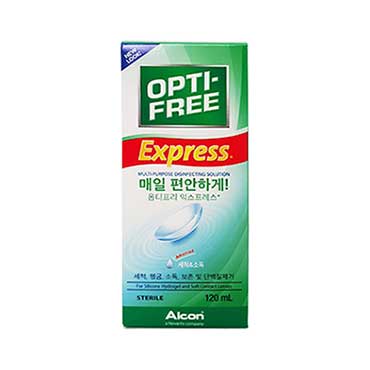 NEW LOOK!
OPTI-
FREE
Express
MULTI-PURPOSE DISINFECTING SOLUTION
매일 편안하게!
옵티프리 익스프레스
세척&소독
세척, 헹굼, 소독, 보존 및 단백질제거
For Silicone Hydrogel and Soft Contact Lenses
STERILE
120 mL
Alcon
a Novartis company